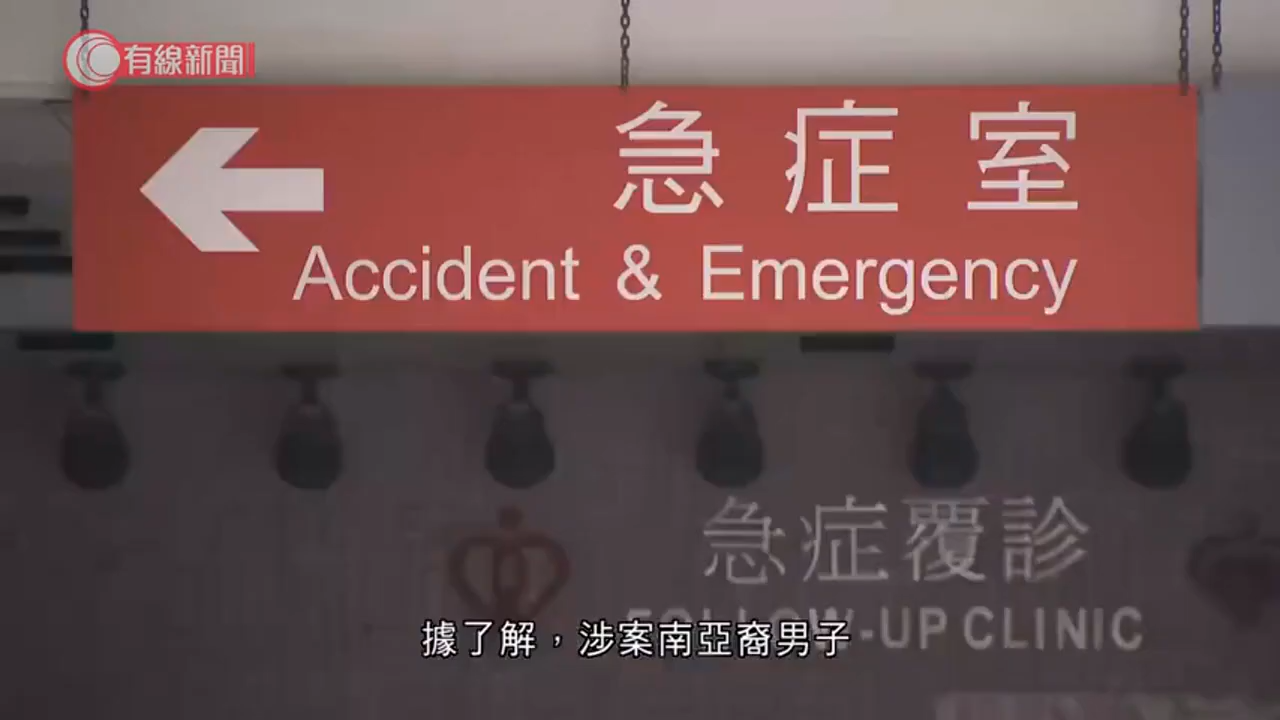 有線新聞
急症室
Accident & Emergency
急症覆診
FOLLOW-UP CLINIC
據了解，涉案南亞裔男子